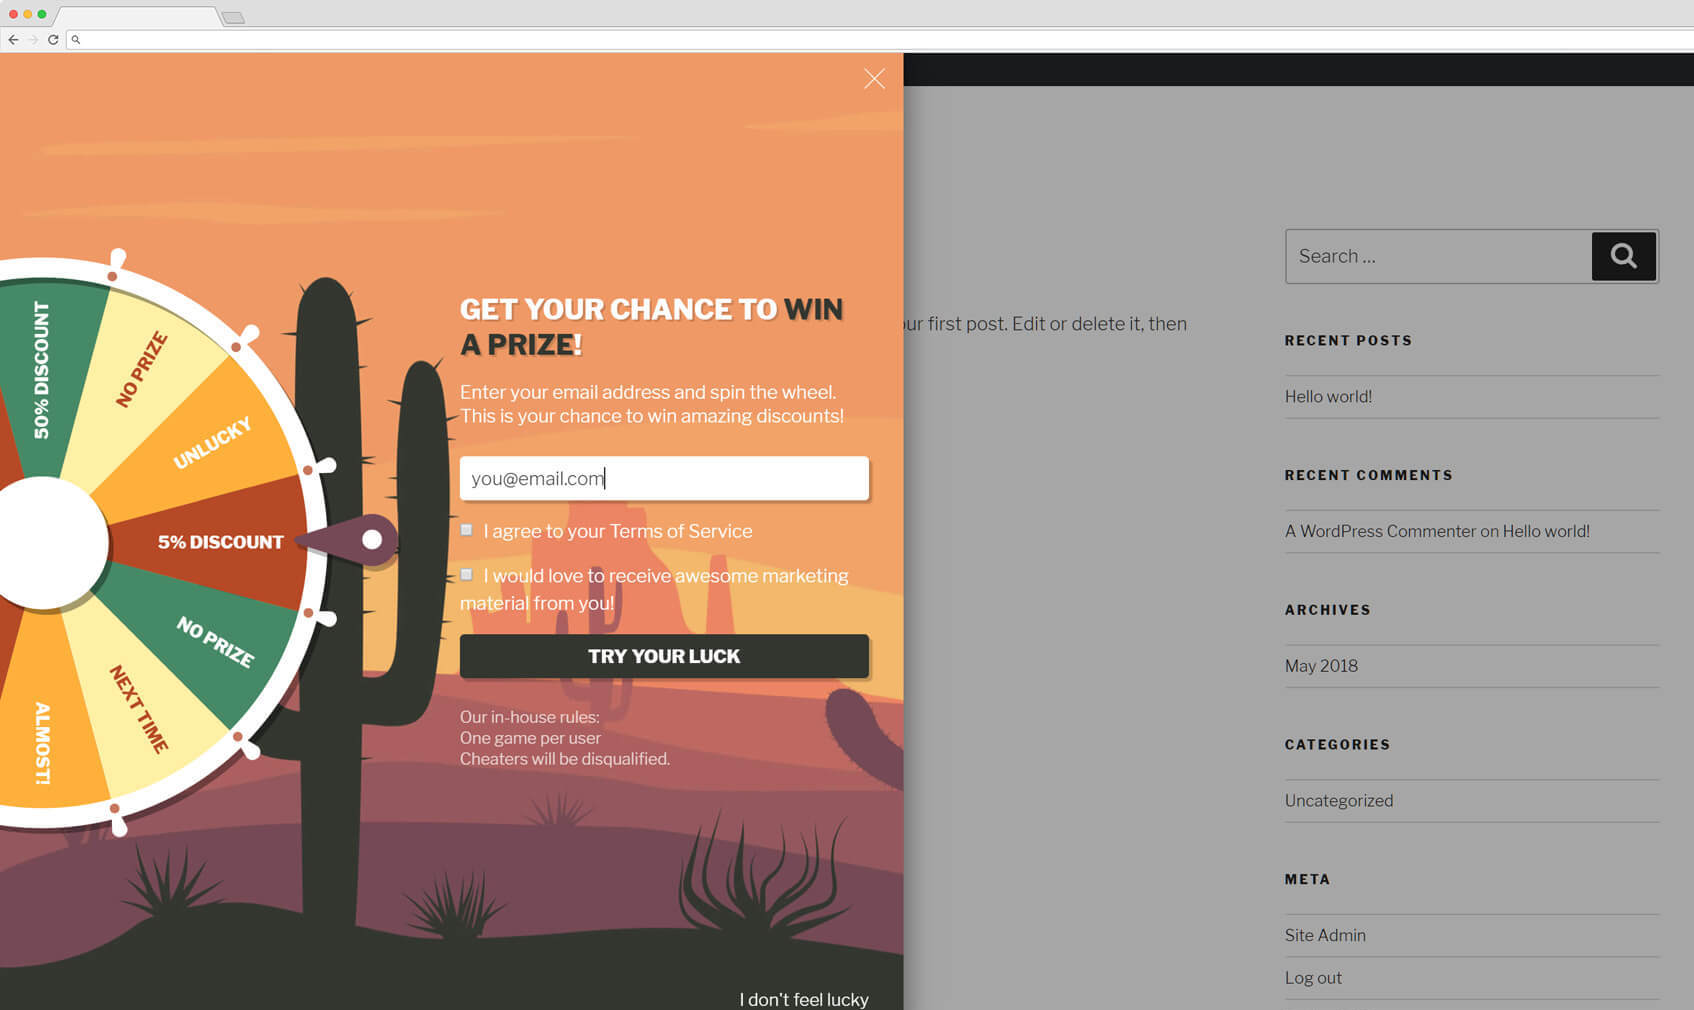 50% DISCOUNT
NO PRIZE
UNLUCKY
5% DISCOUNT
NO PRIZE
NEXT TIME
ALMOST!
GET YOUR CHANCE TO WIN
A PRIZE!
Enter your email address and spin the wheel.
This is your chance to win amazing discounts!
you@email.com
I agree to your Terms of Service
I would love to receive awesome marketing
material from you!
TRY YOUR LUCK
Our in-house rules:
One game per user
Cheaters will be disqualified.
I don't feel lucky
first post. Edit or delete it, then
Search ...
RECENT POSTS
Hello world!
RECENT COMMENTS
A WordPress Commenter on Hello world!
ARCHIVES
May 2018
CATEGORIES
Uncategorized
META
Site Admin
Log out